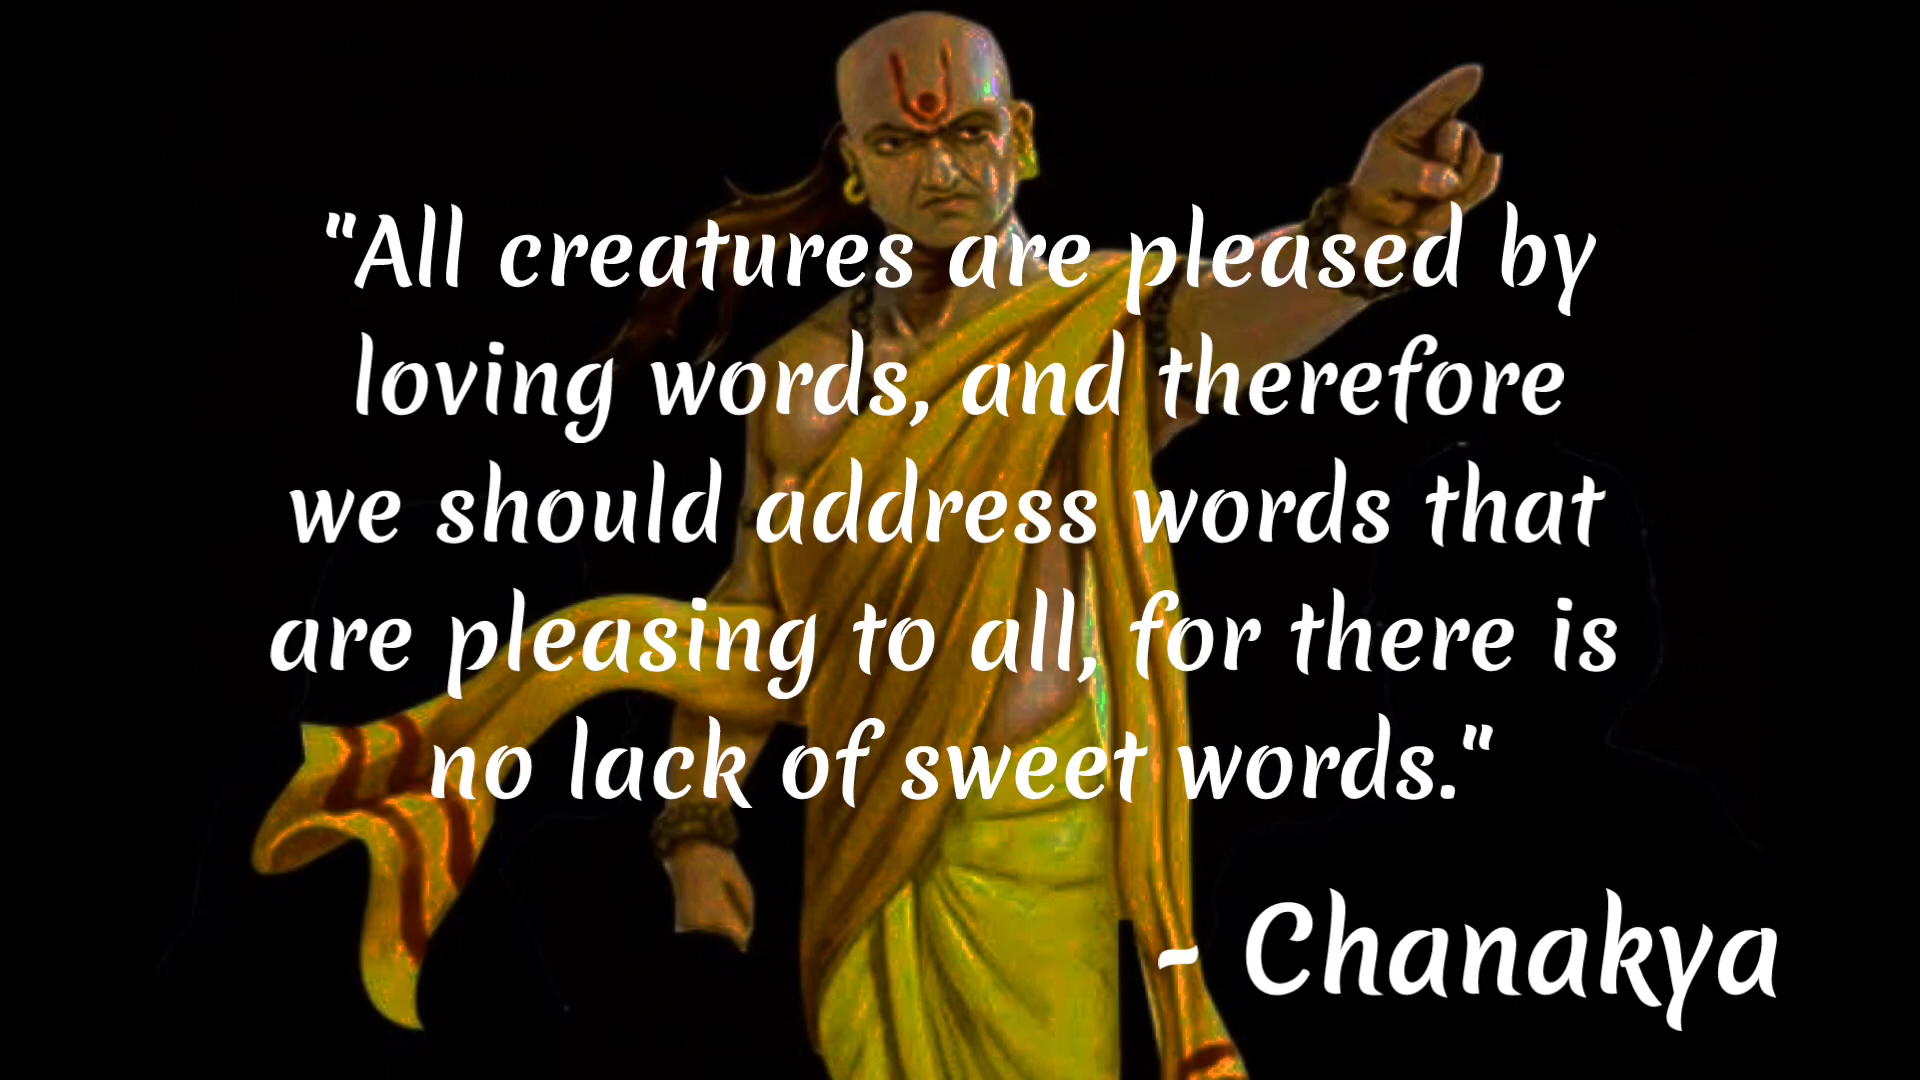 "All creatures are pleased by
loving words, and therefore
we should address words that
are pleasing to all, for there is
no lack of sweet words."
~ Chanakya